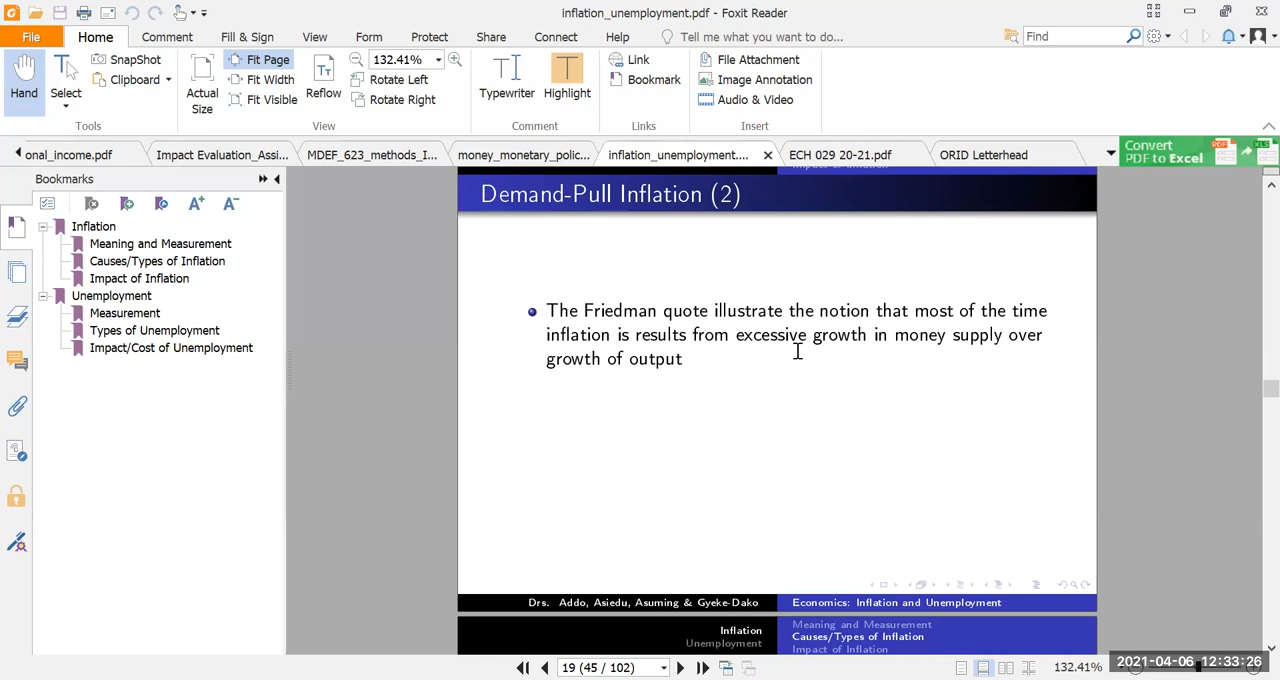 inflation_unemployment.pdf - Foxit Reader
File Home Comment Fill & Sign View Form Protect Share Connect Help Tell me what you want to do... Find
Hand
Select
SnapShot
Clipboard
Tools
Actual Size
Fit Page
Fit Width
Fit Visible
Reflow
132.41%
Rotate Left
Rotate Right
View
Typewriter
Highlight
Comment
Link
Bookmark
Links
File Attachment
Image Annotation
Audio & Video
Insert
onal_income.pdf Impact Evaluation_Assi... MDEF_623_methods_I... money_monetary_polic... inflation_unemployment.... ECH 029 20-21.pdf ORID Letterhead
Convert
PDF to Excel
Bookmarks
Inflation
Meaning and Measurement
Causes/Types of Inflation
Impact of Inflation
Unemployment
Measurement
Types of Unemployment
Impact/Cost of Unemployment
Demand-Pull Inflation (2)
The Friedman quote illustrate the notion that most of the time
inflation is results from excessive growth in money supply over
growth of output
Drs. Addo, Asiedu, Asuming & Gyeke-Dako Economics: Inflation and Unemployment
Inflation
Unemployment
Meaning and Measurement
Causes/Types of Inflation
Impact of Inflation
19 (45 / 102)
132.41%
2021-04-06 12:33:26